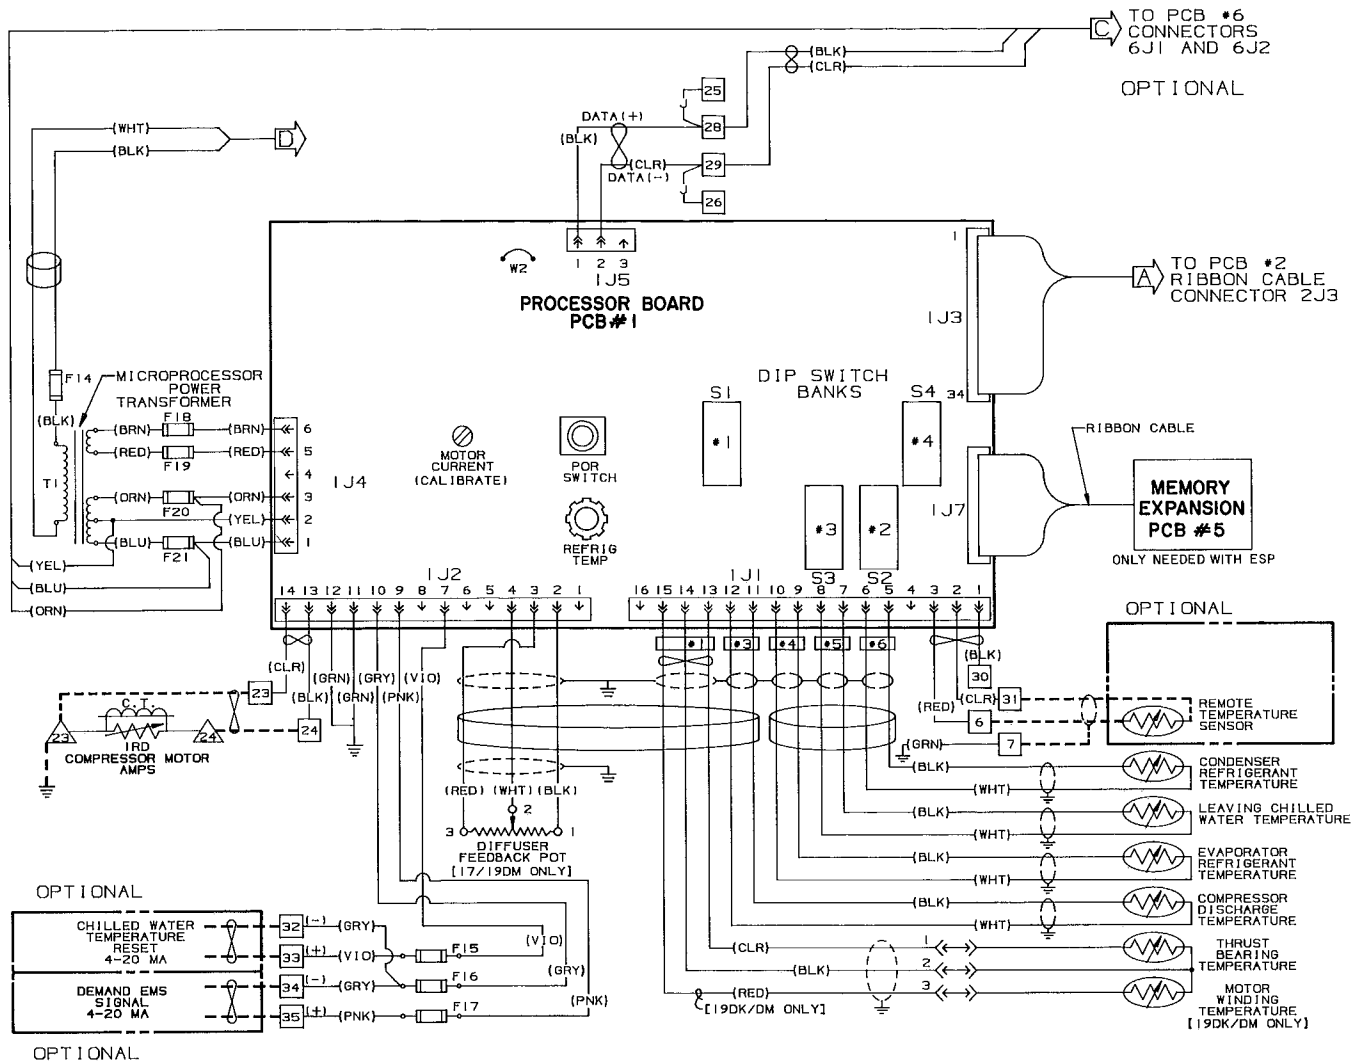 TO PCB #6
CONNECTORS
6J1 AND 6J2
OPTIONAL
C
(BLK)
(CLR)
25
DATA(+)
28
(BLK)
(CLR)
29
DATA(-)
26
(WHT)
(BLK)
D
1 2 3
1J5
W2
PROCESSOR BOARD
PCB#1
1
1J3
34
A
TO PCB #2
RIBBON CABLE
CONNECTOR 2J3
F14
MICROPROCESSOR
POWER
TRANSFORMER
(BLK)
F18
(BRN) (BRN) 6
(RED) (RED) 5
F19
4
T1
1J4
(ORN) (ORN) 3
F20
(YEL) 2
(BLU) (BLU) 1
F21
(YEL)
(BLU)
(ORN)
MOTOR
CURRENT
(CALIBRATE)
POR
SWITCH
REFRIG
TEMP
DIP SWITCH
BANKS
S1
#1
S4
#4
#3
S3
#2
S2
1J7
RIBBON CABLE
MEMORY
EXPANSION
PCB #5
ONLY NEEDED WITH ESP
1J2
14 13 12 11 10 9 8 7 6 5 4 3 2 1
1J1
16 15 14 13 12 11 10 9 8 7 6 5 4 3 2 1
#1 #3 #4 #5 #6
(CLR)
(BLK)
(GRN)
(GRN)
(GRY)
(PNK)
(VIO)
23
24
C.T.
23
24
1RD
COMPRESSOR MOTOR
AMPS
(RED) (WHT) (BLK)
2
3 1
DIFFUSER
FEEDBACK POT
[17/19DM ONLY]
OPTIONAL
(BLK)
30
(CLR)
31
(RED)
6
(GRN)
7
REMOTE
TEMPERATURE
SENSOR
(BLK)
(WHT)
CONDENSER
REFRIGERANT
TEMPERATURE
(BLK)
(WHT)
LEAVING CHILLED
WATER TEMPERATURE
(BLK)
(WHT)
EVAPORATOR
REFRIGERANT
TEMPERATURE
(BLK)
(WHT)
COMPRESSOR
DISCHARGE
TEMPERATURE
(CLR) 1
THRUST
BEARING
TEMPERATURE
(BLK) 2
(RED) 3
[19DK/DM ONLY]
MOTOR
WINDING
TEMPERATURE
[19DK/DM ONLY]
OPTIONAL
CHILLED WATER
TEMPERATURE
RESET
4-20 MA
32 (-) (GRY)
33 (+) (VIO) F15 (VIO)
DEMAND EMS
SIGNAL
4-20 MA
34 (-) (GRY) F16 (GRY)
35 (+) (PNK) F17 (PNK)
OPTIONAL